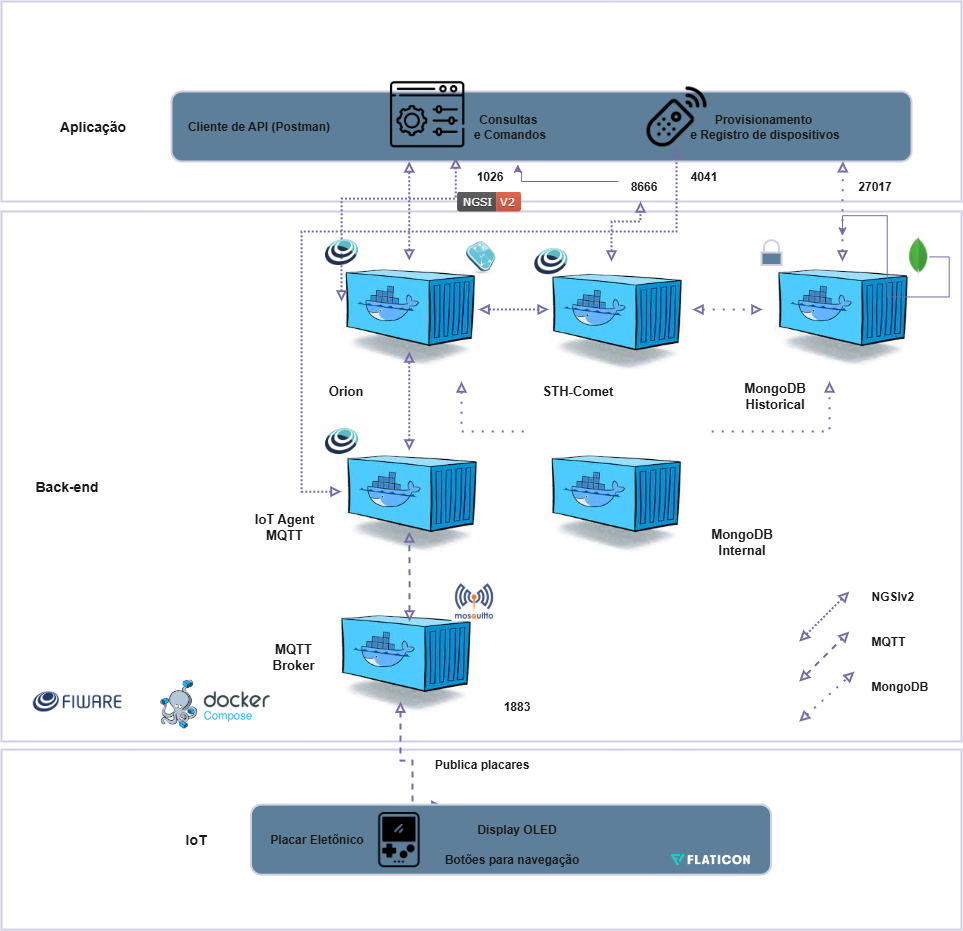 Aplicação
Cliente de API (Postman)
Consultas
e Comandos
Provisionamento
e Registro de dispositivos
1026
8666
4041
27017
NGSI V2
Orion
STH-Comet
MongoDB
Historical
Back-end
IoT Agent
MQTT
MongoDB
Internal
mosquitto
MQTT
Broker
NGSIv2
MQTT
MongoDB
FIWARE
docker
Compose
1883
Publica placares
IoT
Placar Eletônico
Display OLED
Botões para navegação
FLATICON